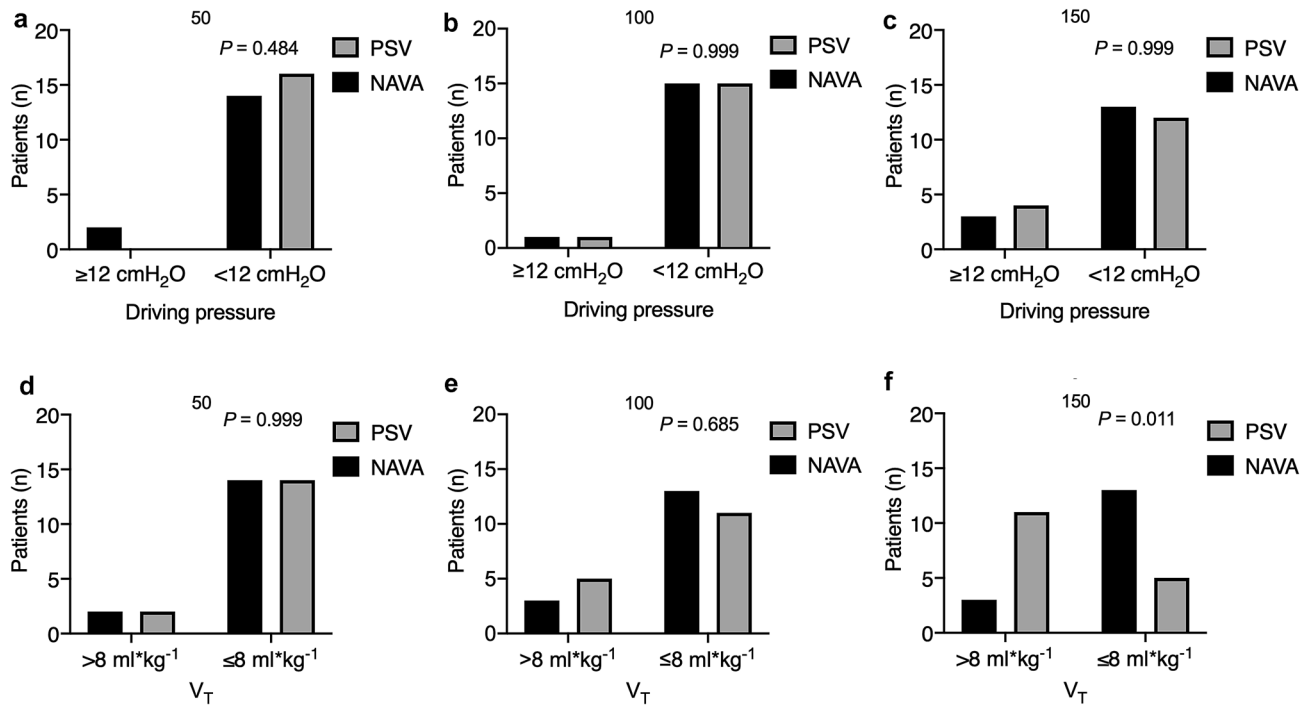 a
50
20
P = 0.484
PSV
NAVA
15
10
5
0
Patients (n)
≥12 cmH2O
<12 cmH2O
Driving pressure
b
100
20
P = 0.999
PSV
NAVA
15
10
5
0
Patients (n)
≥12 cmH2O
<12 cmH2O
Driving pressure
c
150
20
P = 0.999
PSV
NAVA
15
10
5
0
Patients (n)
≥12 cmH2O
<12 cmH2O
Driving pressure
d
50
20
P = 0.999
PSV
NAVA
15
10
5
0
Patients (n)
>8 ml*kg-1
≤8 ml*kg-1
VT
e
100
20
P = 0.685
PSV
NAVA
15
10
5
0
Patients (n)
>8 ml*kg-1
≤8 ml*kg-1
VT
f
150
20
P = 0.011
PSV
NAVA
15
10
5
0
Patients (n)
>8 ml*kg-1
≤8 ml*kg-1
VT